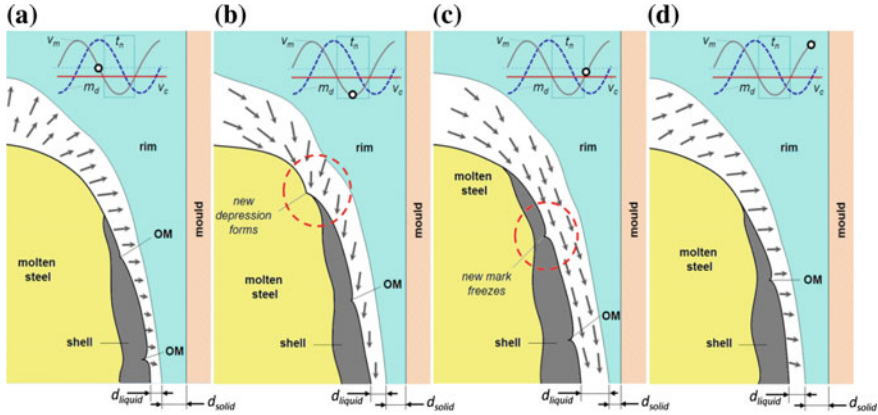 (a)
v_m
t_n
m_d
v_c
rim
mould
OM
molten
steel
shell
OM
d_liquid
d_solid
(b)
v_m
t_n
m_d
v_c
rim
mould
new
depression
forms
molten
steel
OM
shell
d_liquid
d_solid
(c)
v_m
t_n
m_d
v_c
rim
mould
molten
steel
new mark
freezes
OM
shell
d_liquid
d_solid
(d)
v_m
t_n
m_d
v_c
rim
mould
molten
steel
OM
shell
d_liquid
d_solid